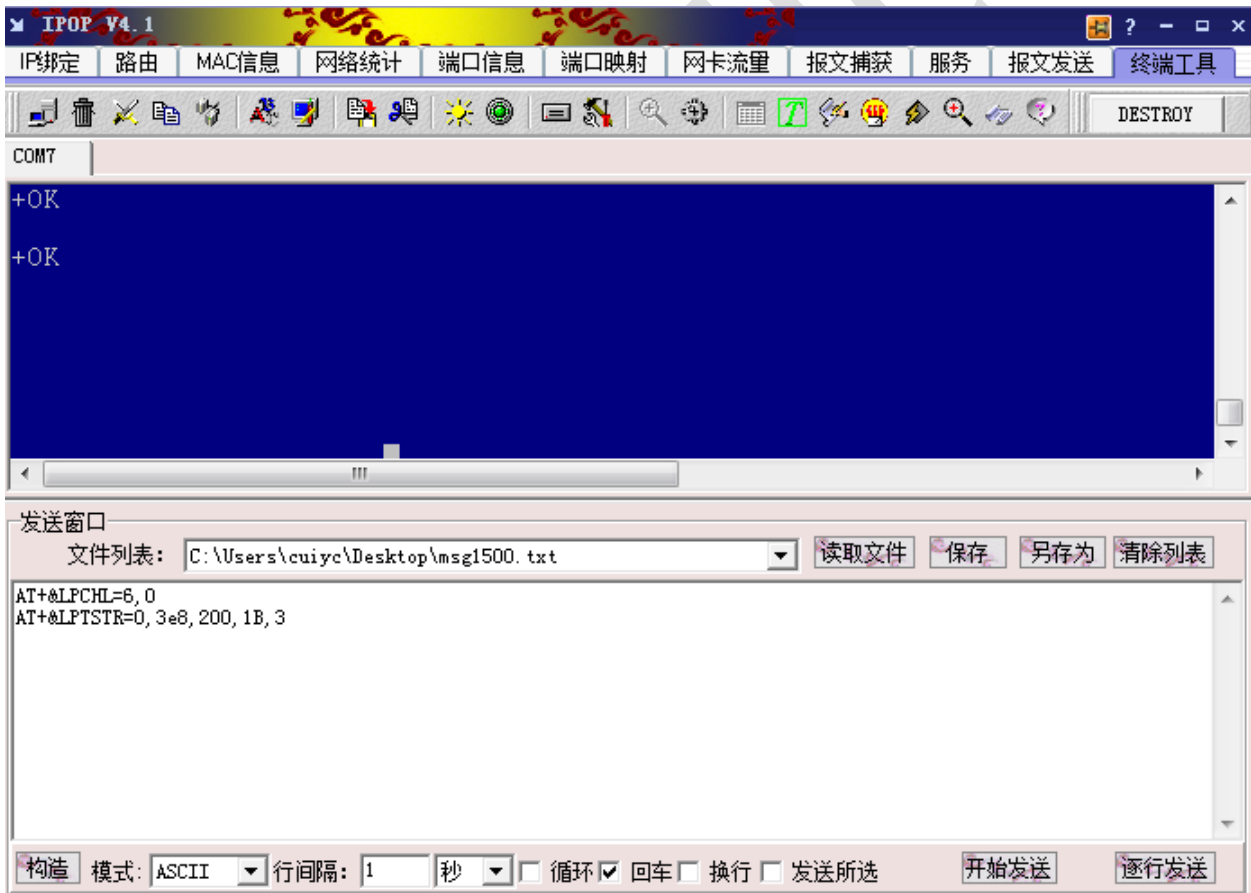 IPOP V4.1
IP绑定 路由 MAC信息 网络统计 端口信息 端口映射 网卡流量 报文捕获 服务 报文发送 终端工具
DESTROY
COM7
+OK
+OK
发送窗口
文件列表: C:\Users\cuiyc\Desktop\msg1500.txt 读取文件 保存 另存为 清除列表
AT+&LPCHL=6,0
AT+&LPTSTR=0,3e8,200,1B,3
构造 模式: ASCII 行间隔: 1 秒 循环 回车 换行 发送所选 开始发送 逐行发送